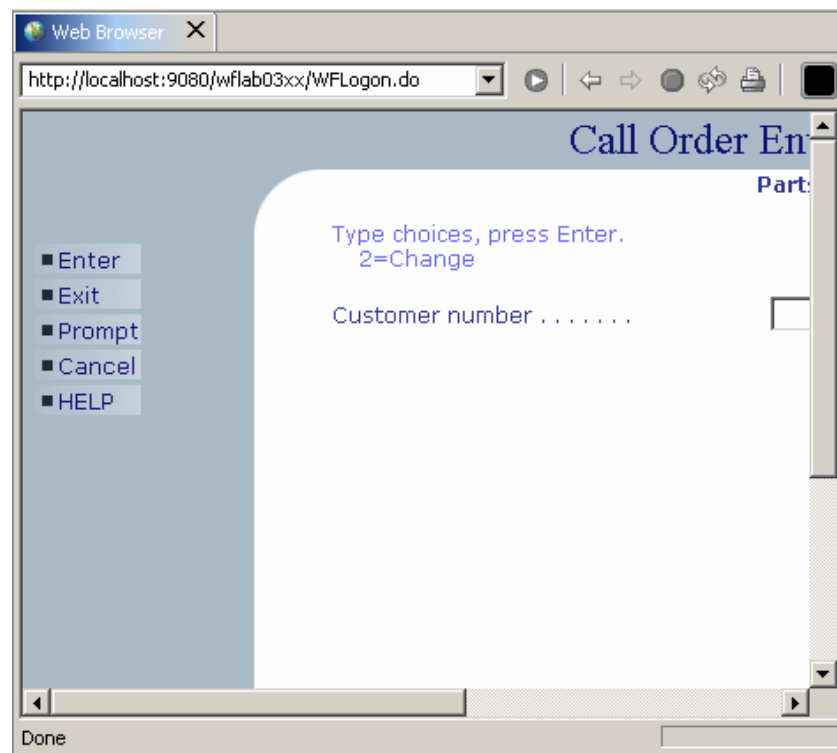 Web Browser
http://localhost:9080/wflab03xx/WFLogon.do
Call Order En
Part
Type choices, press Enter.
2=Change
Customer number . . . . . . .
Enter
Exit
Prompt
Cancel
HELP
Done